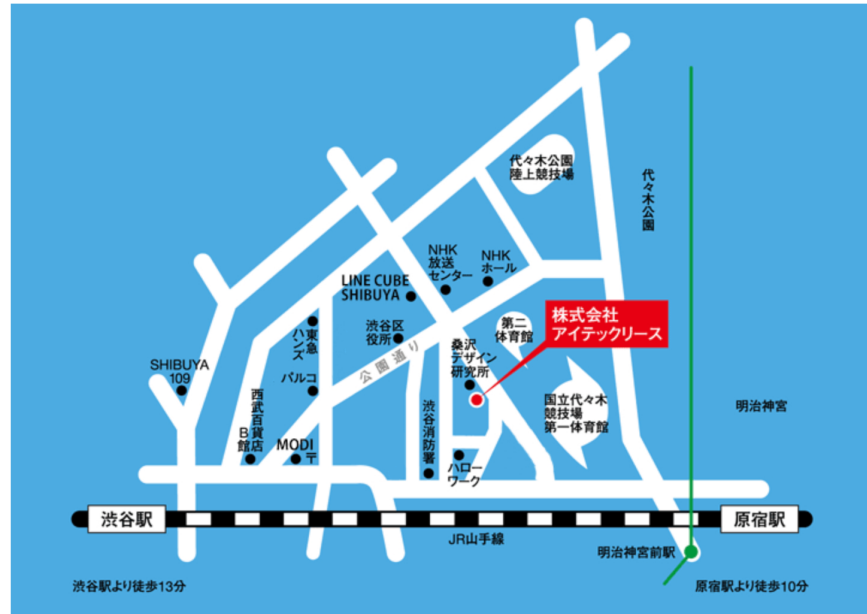 代々木公園
陸上競技場
代々木公園
NHK
放送
センター
NHK
ホール
LINE CUBE
SHIBUYA
株式会社
アイテックリース
第二
体育館
渋谷区
役所
東急
ハンズ
公園通り
桑沢
デザイン
研究所
SHIBUYA
109
パルコ
国立代々木
競技場
第一体育館
明治神宮
西武百貨店
B館
MODI
〒
渋谷消防署
ハロー
ワーク
渋谷駅
原宿駅
JR山手線
明治神宮前駅
渋谷駅より徒歩13分
原宿駅より徒歩10分